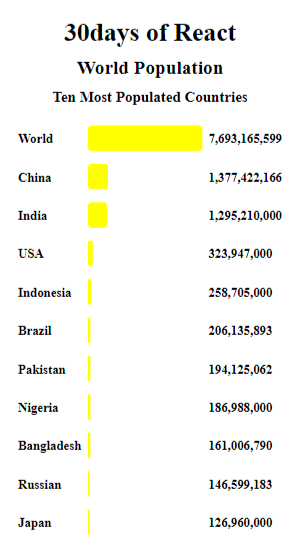 30days of React
World Population
Ten Most Populated Countries
World 7,693,165,599
China 1,377,422,166
India 1,295,210,000
USA 323,947,000
Indonesia 258,705,000
Brazil 206,135,893
Pakistan 194,125,062
Nigeria 186,988,000
Bangladesh 161,006,790
Russian 146,599,183
Japan 126,960,000